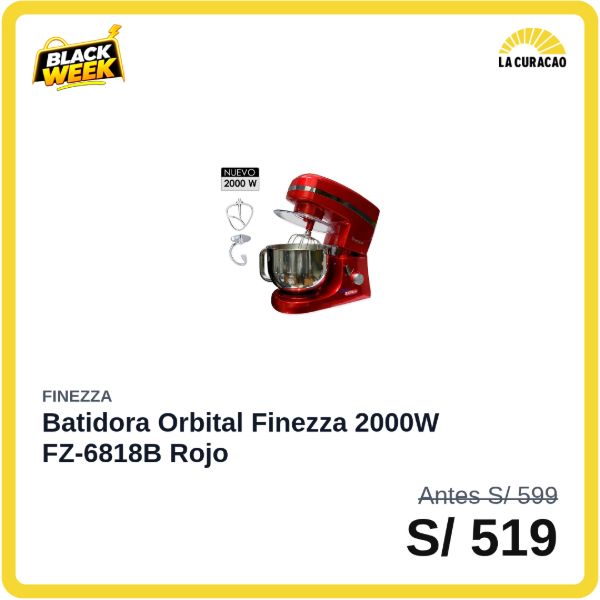 BLACK
WEEK
LA CURACAO
NUEVO
2000 W
FINEZZA
Batidora Orbital Finezza 2000W
FZ-6818B Rojo
Antes S/ 599
S/ 519